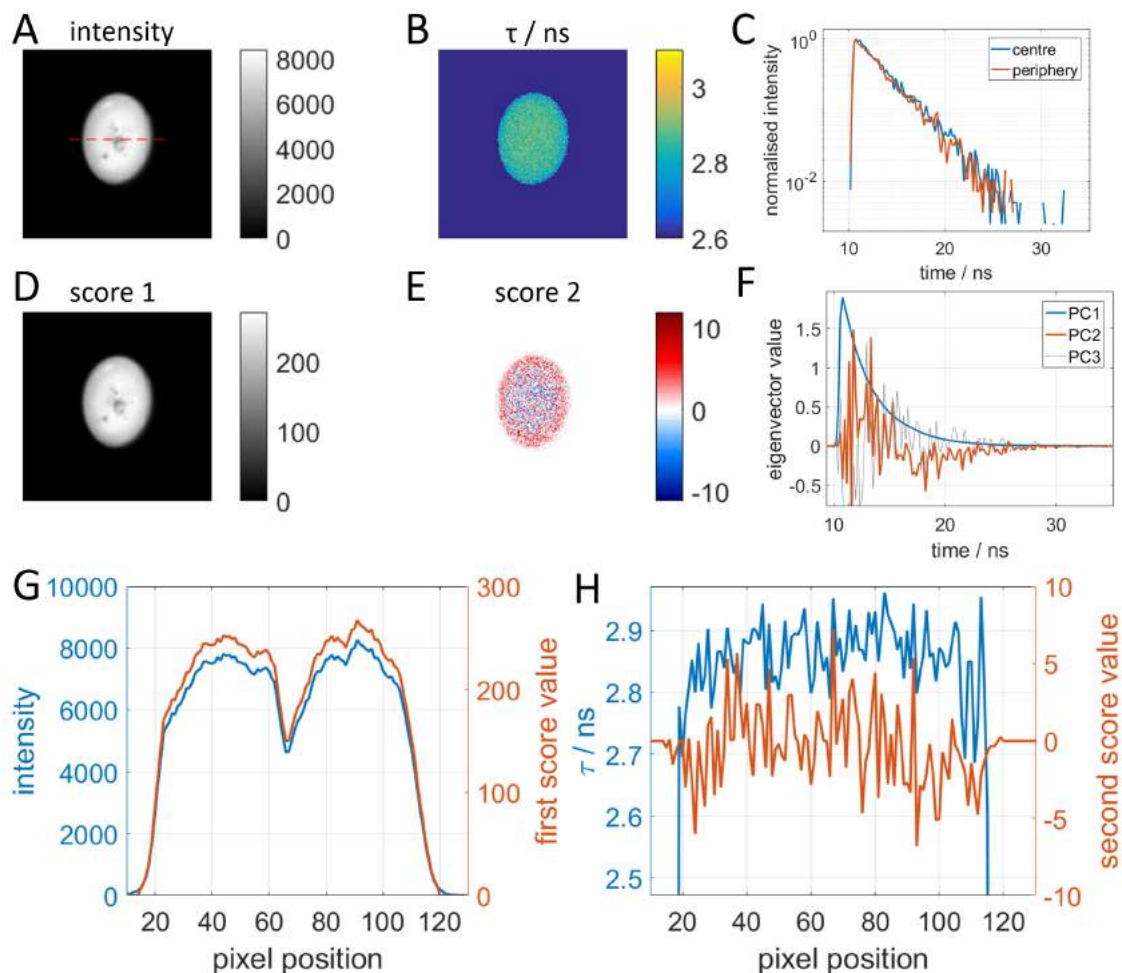 A intensity
8000
6000
4000
2000
0
B τ / ns
3
2.8
2.6
C
normalised intensity
10^0
10^-2
10 20 30
time / ns
centre
periphery
D score 1
200
100
0
E score 2
10
0
-10
F
eigenvector value
1.5
1
0.5
0
-0.5
10 20 30
time / ns
PC1
PC2
PC3
G
intensity
10000
8000
6000
4000
2000
0
20 40 60 80 100 120
pixel position
300
200
100
0
first score value
H
τ / ns
2.9
2.8
2.7
2.6
2.5
20 40 60 80 100 120
pixel position
10
5
0
-5
-10
second score value